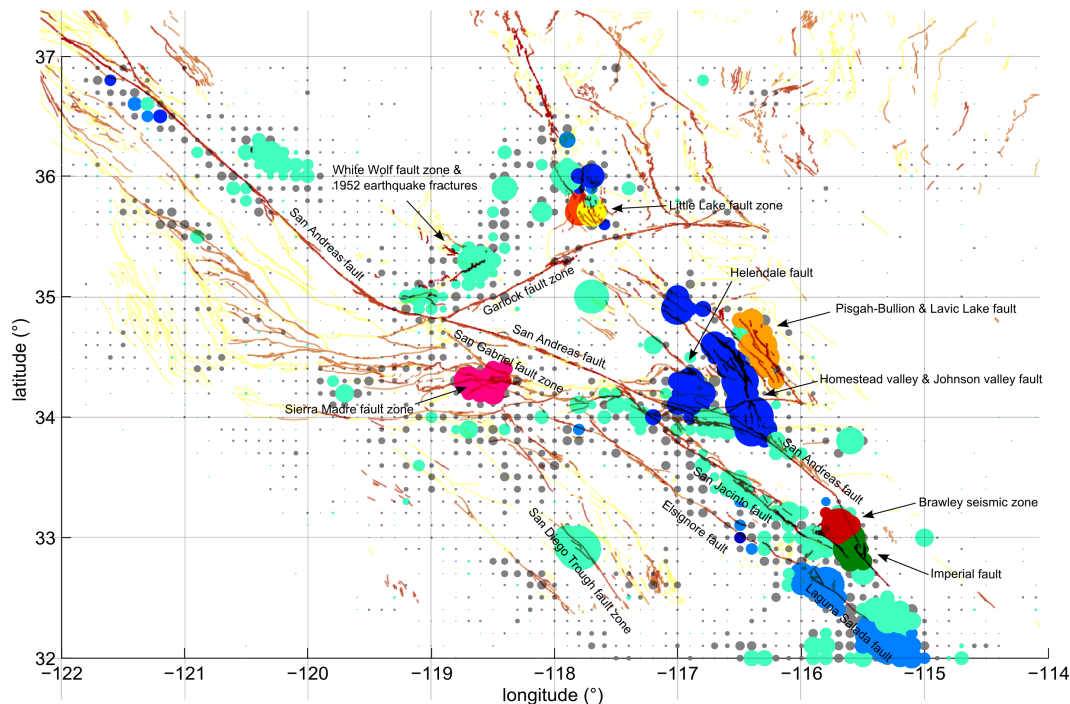 37
36
35
34
33
32
latitude (°)
White Wolf fault zone &
1952 earthquake fractures
San Andreas fault
Little Lake fault zone
Helendale fault
Garlock fault zone
Pisgah-Bullion & Lavic Lake fault
San Andreas fault
San Gabriel fault zone
Homestead valley & Johnson valley fault
Sierra Madre fault zone
San Andreas fault
San Jacinto fault
Brawley seismic zone
Elsignore fault
San Diego Trough fault zone
Imperial fault
Laguna Salada fault
−122
−121
−120
−119
−118
−117
−116
−115
−114
longitude (°)